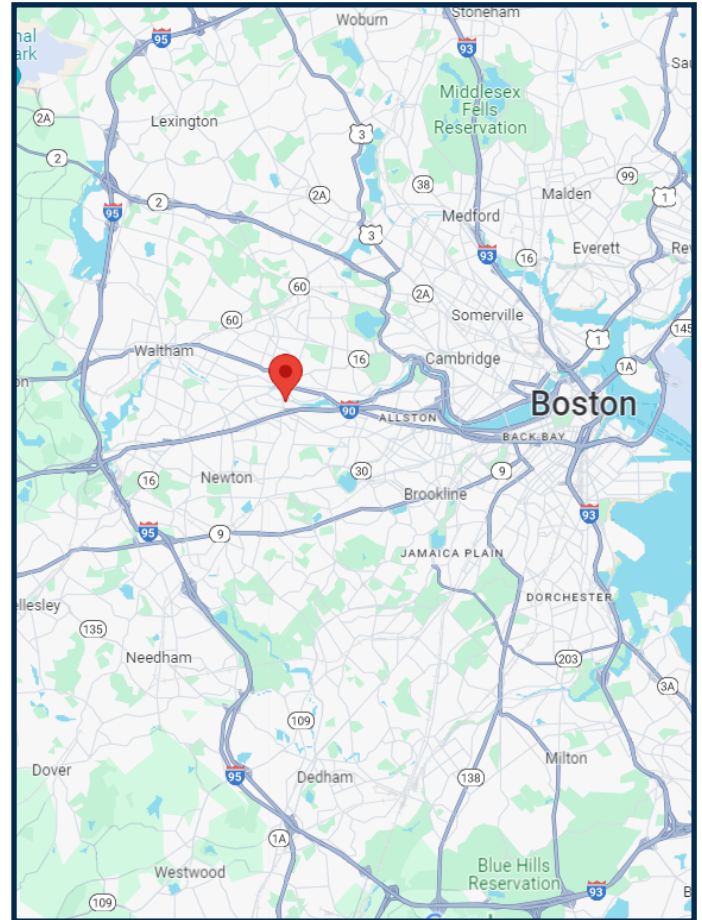 Woburn
Stoneham
95
93
nal
ark
Sau
Middlesex
Fells
Reservation
2A
Lexington
3
2
99
38
Malden
1
2
2A
95
Medford
3
Everett
Rev
93
16
60
2A
60
Somerville
1
145
Waltham
16
Cambridge
1A
on
Boston
90
ALLSTON
BACK BAY
16
Newton
30
9
Brookline
93
95
9
JAMAICA PLAIN
DORCHESTER
ellesley
135
Needham
203
3A
109
Dover
95
Dedham
138
Milton
1A
Westwood
Blue Hills
Reservation
93
109